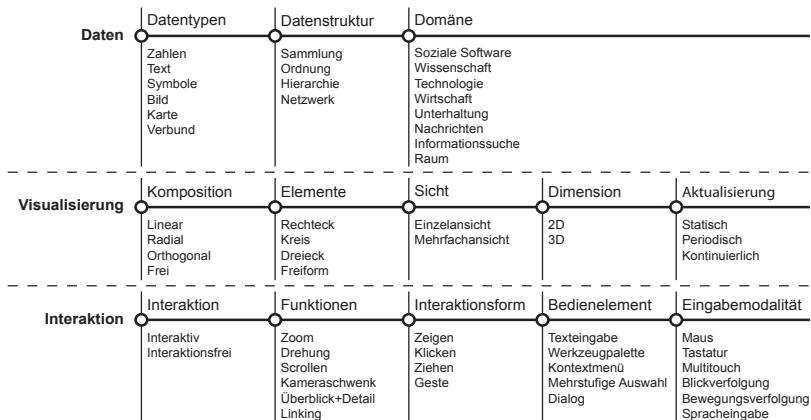 Datentypen
Datenstruktur
Domäne
Daten
Zahlen
Text
Symbole
Bild
Karte
Verbund
Sammlung
Ordnung
Hierarchie
Netzwerk
Soziale Software
Wissenschaft
Technologie
Wirtschaft
Unterhaltung
Nachrichten
Informationssuche
Raum
Komposition
Elemente
Sicht
Dimension
Aktualisierung
Visualisierung
Linear
Radial
Orthogonal
Frei
Rechteck
Kreis
Dreieck
Freiform
Einzelansicht
Mehrfachansicht
2D
3D
Statisch
Periodisch
Kontinuierlich
Interaktion
Funktionen
Interaktionsform
Bedienelement
Eingabemodalität
Interaktion
Interaktiv
Interaktionsfrei
Zoom
Drehung
Scrollen
Kameraschwenk
Überblick+Detail
Linking
Zeigen
Klicken
Ziehen
Geste
Texteingabe
Werkzeugpalette
Kontextmenü
Mehrstufige Auswahl
Dialog
Maus
Tastatur
Multitouch
Blickverfolgung
Bewegungsverfolgung
Spracheingabe